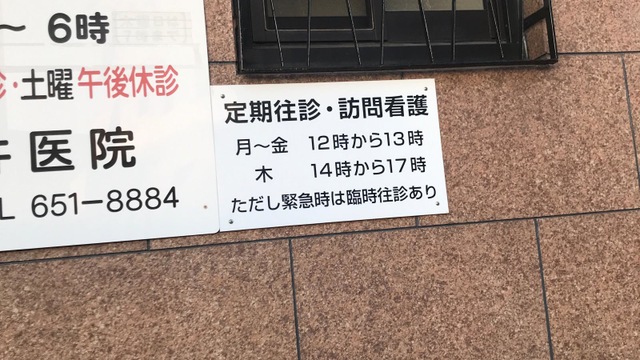 ～ 6時
診・土曜午後休診
井医院
TEL 651-8884
定期往診・訪問看護
月～金 12時から13時
木 14時から17時
ただし緊急時は臨時往診あり